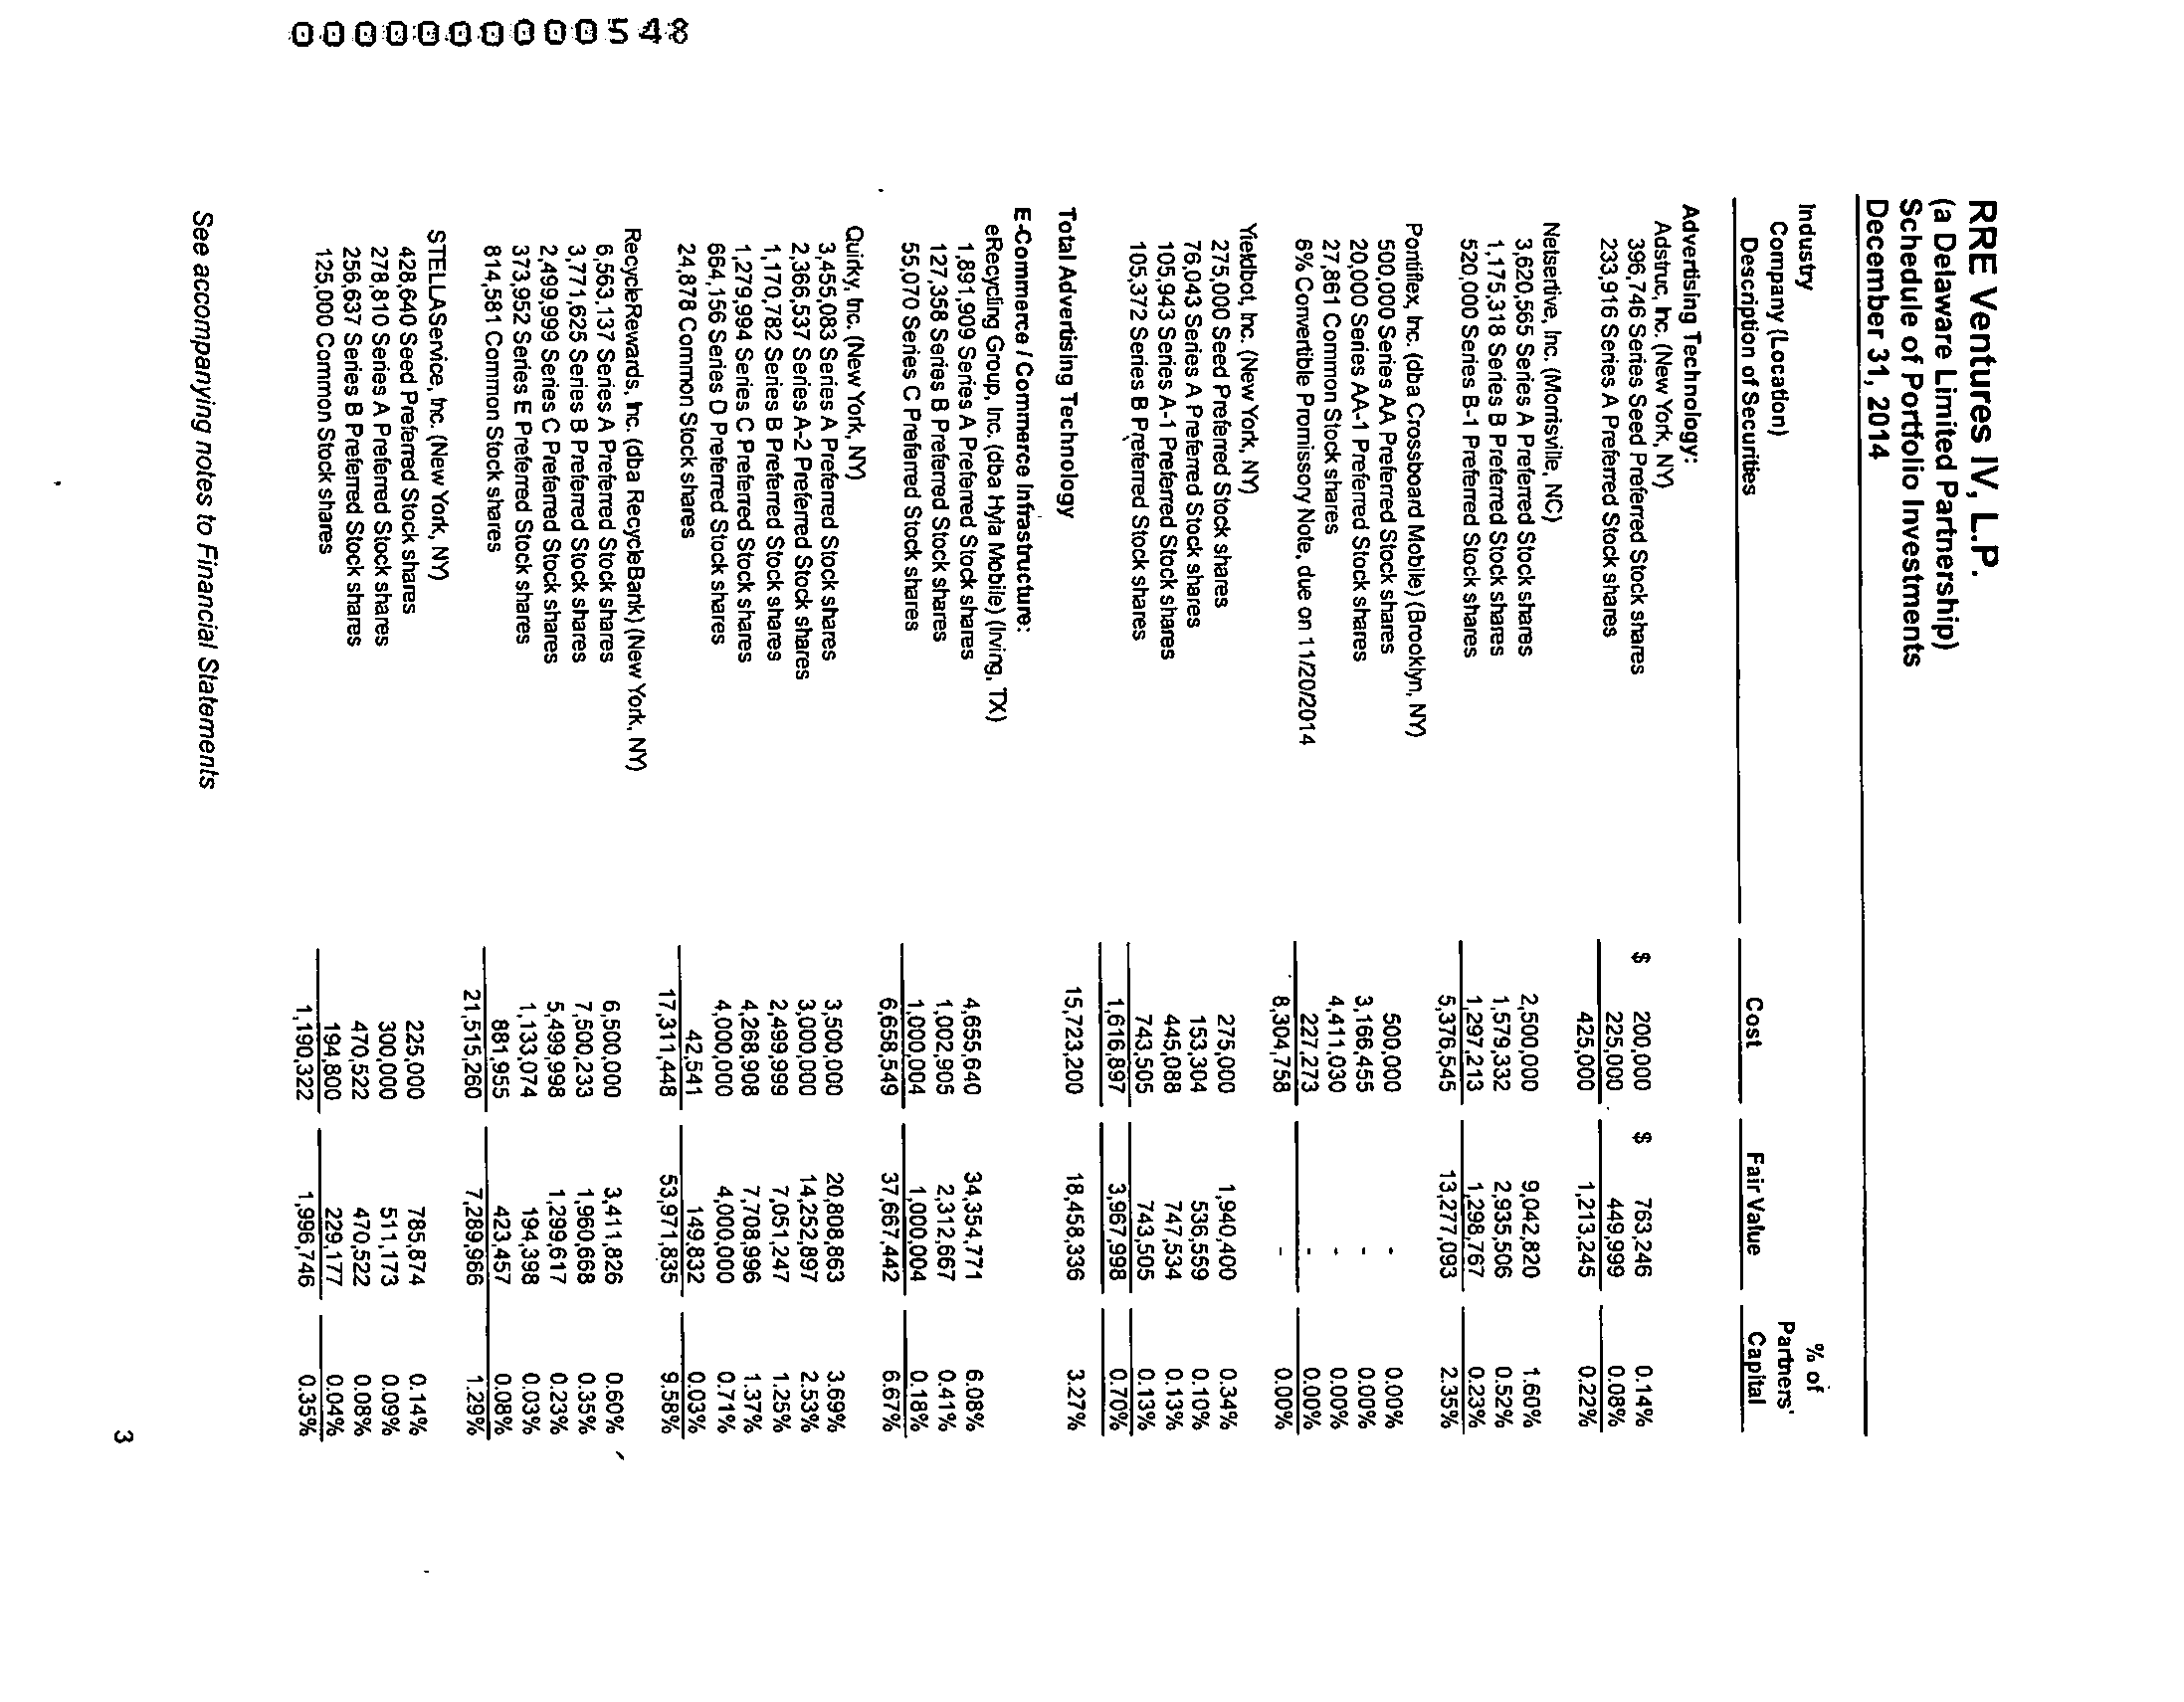 000000000548
RRE Ventures IV, L.P.
(a Delaware Limited Partnership)
Schedule of Portfolio Investments
December 31, 2014
% of
Industry
Partners'
Company (Location)
Description of Securities Cost Fair Value Capital
Advertising Technology:
Adstruc, Inc. (New York, NY)
396,746 Series Seed Preferred Stock shares $ 200,000 $ 763,246 0.14%
233,916 Series A Preferred Stock shares 225,000 449,999 0.08%
425,000 1,213,245 0.22%
Netsertive, Inc. (Morrisville, NC)
3,620,565 Series A Preferred Stock shares 2,500,000 9,042,820 1.60%
1,175,318 Series B Preferred Stock shares 1,579,332 2,935,506 0.52%
520,000 Series B-1 Preferred Stock shares 1,297,213 1,298,767 0.23%
5,376,545 13,277,093 2.35%
Pontiflex, Inc. (dba Crossboard Mobile) (Brooklyn, NY)
500,000 Series AA Preferred Stock shares 500,000 - 0.00%
20,000 Series AA-1 Preferred Stock shares 3,166,455 - 0.00%
27,861 Common Stock shares 4,411,030 - 0.00%
6% Convertible Promissory Note, due on 11/20/2014 227,273 - 0.00%
8,304,758 - 0.00%
Yieldbot, Inc. (New York, NY)
275,000 Seed Preferred Stock shares 275,000 1,940,400 0.34%
76,043 Series A Preferred Stock shares 153,304 536,559 0.10%
105,943 Series A-1 Preferred Stock shares 445,088 747,534 0.13%
105,372 Series B Preferred Stock shares 743,505 743,505 0.13%
1,616,897 3,967,998 0.70%
Total Advertising Technology 15,723,200 18,458,336 3.27%
E-Commerce / Commerce Infrastructure:
eRecycling Group, Inc. (dba Hyla Mobile) (Irving, TX)
1,891,909 Series A Preferred Stock shares 4,655,640 34,354,771 6.08%
127,358 Series B Preferred Stock shares 1,002,905 2,312,667 0.41%
55,070 Series C Preferred Stock shares 1,000,004 1,000,004 0.18%
6,658,549 37,667,442 6.67%
Quirky, Inc. (New York, NY)
3,455,083 Series A Preferred Stock shares 3,500,000 20,808,863 3.69%
2,366,537 Series A-2 Preferred Stock shares 3,000,000 14,252,897 2.53%
1,170,782 Series B Preferred Stock shares 2,499,999 7,051,247 1.25%
1,279,994 Series C Preferred Stock shares 4,268,908 7,708,996 1.37%
664,156 Series D Preferred Stock shares 4,000,000 4,000,000 0.71%
24,878 Common Stock shares 42,541 149,832 0.03%
17,311,448 53,971,835 9.58%
RecycleRewards, Inc. (dba RecycleBank) (New York, NY)
6,563,137 Series A Preferred Stock shares 6,500,000 3,411,826 0.60%
3,771,625 Series B Preferred Stock shares 7,500,233 1,960,668 0.35%
2,499,999 Series C Preferred Stock shares 5,499,998 1,299,617 0.23%
373,952 Series E Preferred Stock shares 1,133,074 194,398 0.03%
814,581 Common Stock shares 881,955 423,457 0.08%
21,515,260 7,289,966 1.29%
STELLAService, Inc. (New York, NY)
428,640 Seed Preferred Stock shares 225,000 785,874 0.14%
278,810 Series A Preferred Stock shares 300,000 511,173 0.09%
256,637 Series B Preferred Stock shares 470,522 470,522 0.08%
125,000 Common Stock shares 194,800 229,177 0.04%
1,190,322 1,996,746 0.35%
See accompanying notes to Financial Statements
3